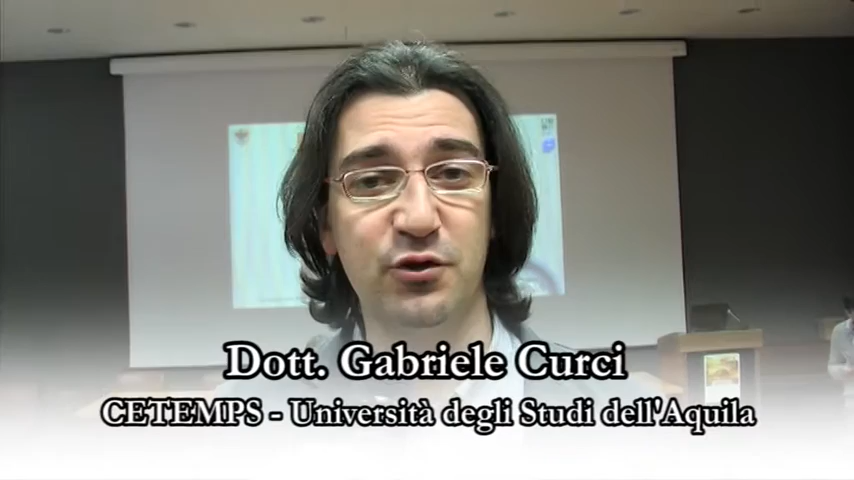 Dott. Gabriele Curci
CETEMPS - Università degli Studi dell'Aquila